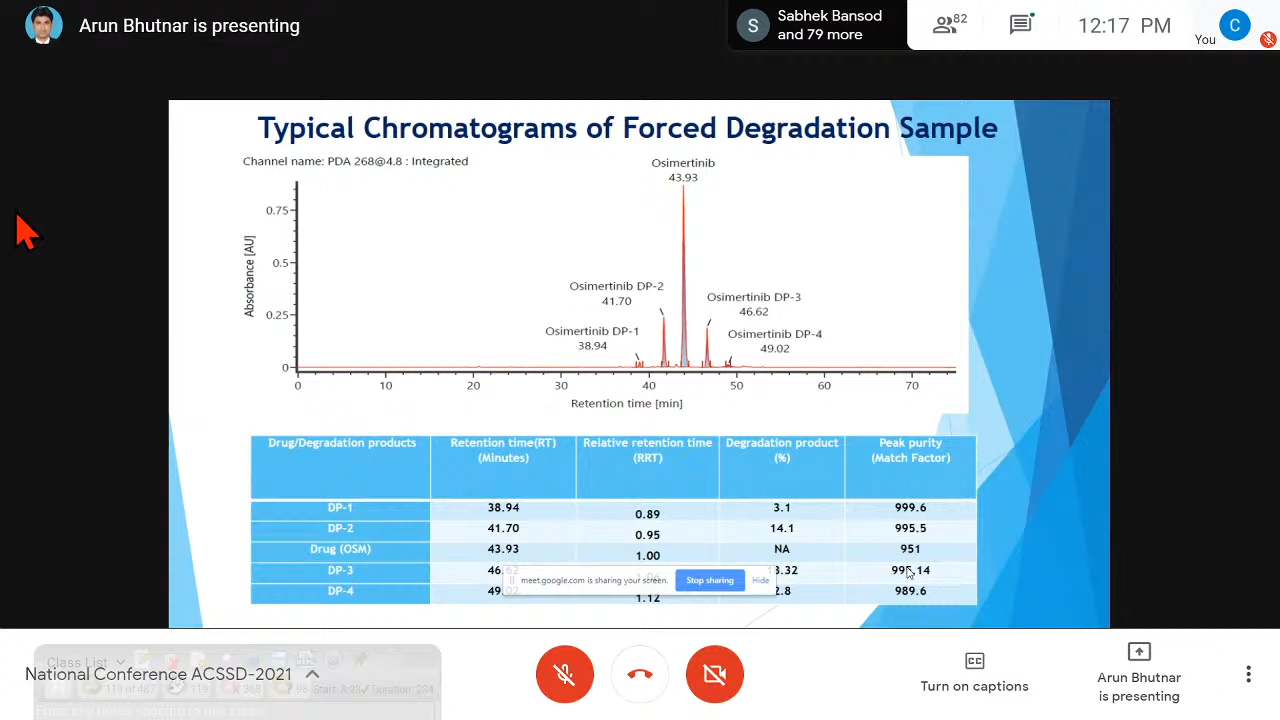 Arun Bhutnar is presenting
S
Sabhek Bansod
and 79 more
82
12:17 PM
You
C
Typical Chromatograms of Forced Degradation Sample
Channel name: PDA 268@4.8 : Integrated
Osimertinib
43.93
0.75
0.5
0.25
0
Absorbance [AU]
Osimertinib DP-2
41.70
Osimertinib DP-3
46.62
Osimertinib DP-1
38.94
Osimertinib DP-4
49.02
0 10 20 30 40 50 60 70
Retention time [min]
Drug/Degradation products Retention time(RT) (Minutes) Relative retention time (RRT) Degradation product (%) Peak purity (Match Factor)
DP-1 38.94 0.89 3.1 999.6
DP-2 41.70 0.95 14.1 995.5
Drug (OSM) 43.93 1.00 NA 951
DP-3
DP-4 1.12 989.6
meet.google.com is sharing your screen. Stop sharing Hide
Class List
National Conference ACSSD-2021
Turn on captions
Arun Bhutnar
is presenting